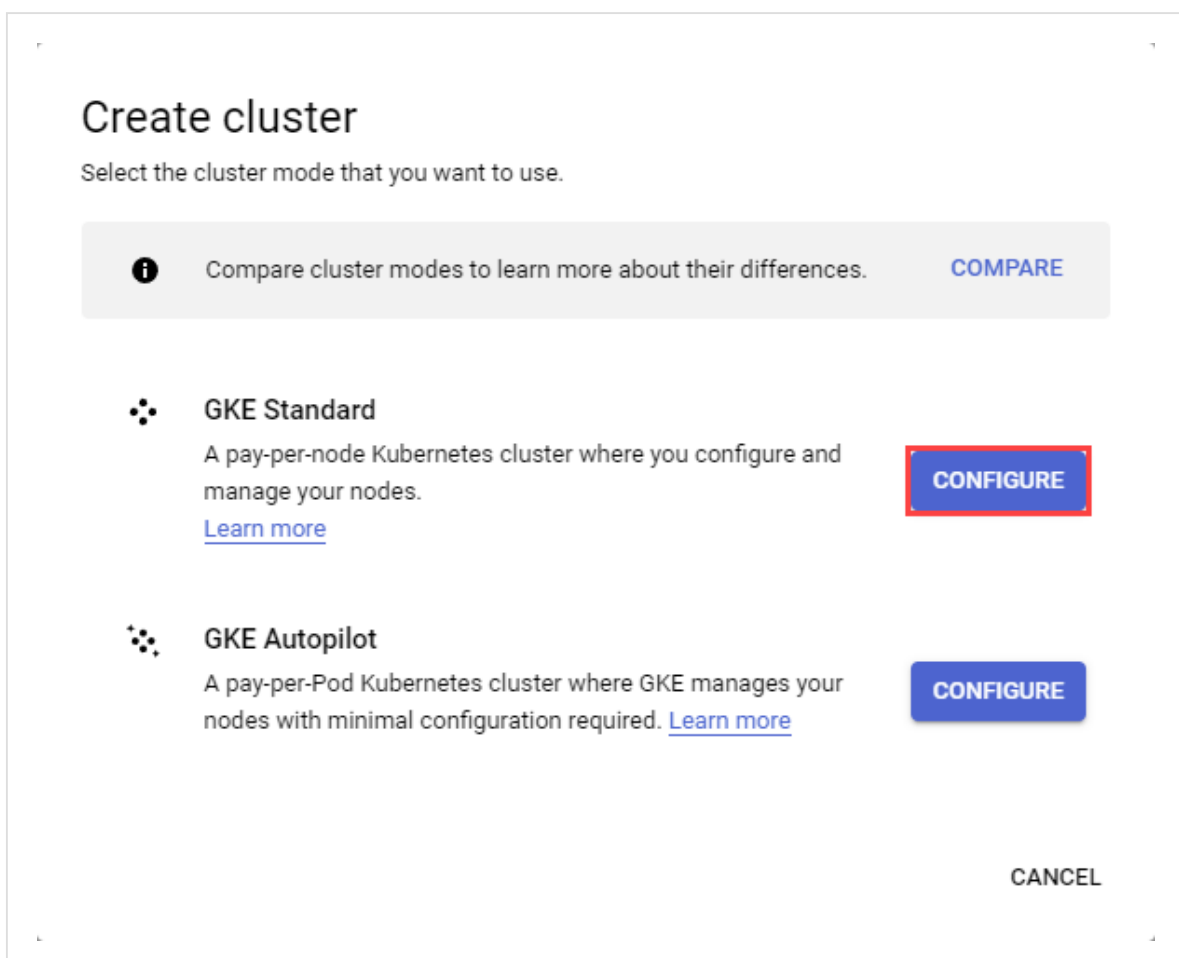 Create cluster
Select the cluster mode that you want to use.
Compare cluster modes to learn more about their differences.
COMPARE
GKE Standard
A pay-per-node Kubernetes cluster where you configure and
manage your nodes.
Learn more
CONFIGURE
GKE Autopilot
A pay-per-Pod Kubernetes cluster where GKE manages your
nodes with minimal configuration required. Learn more
CONFIGURE
CANCEL